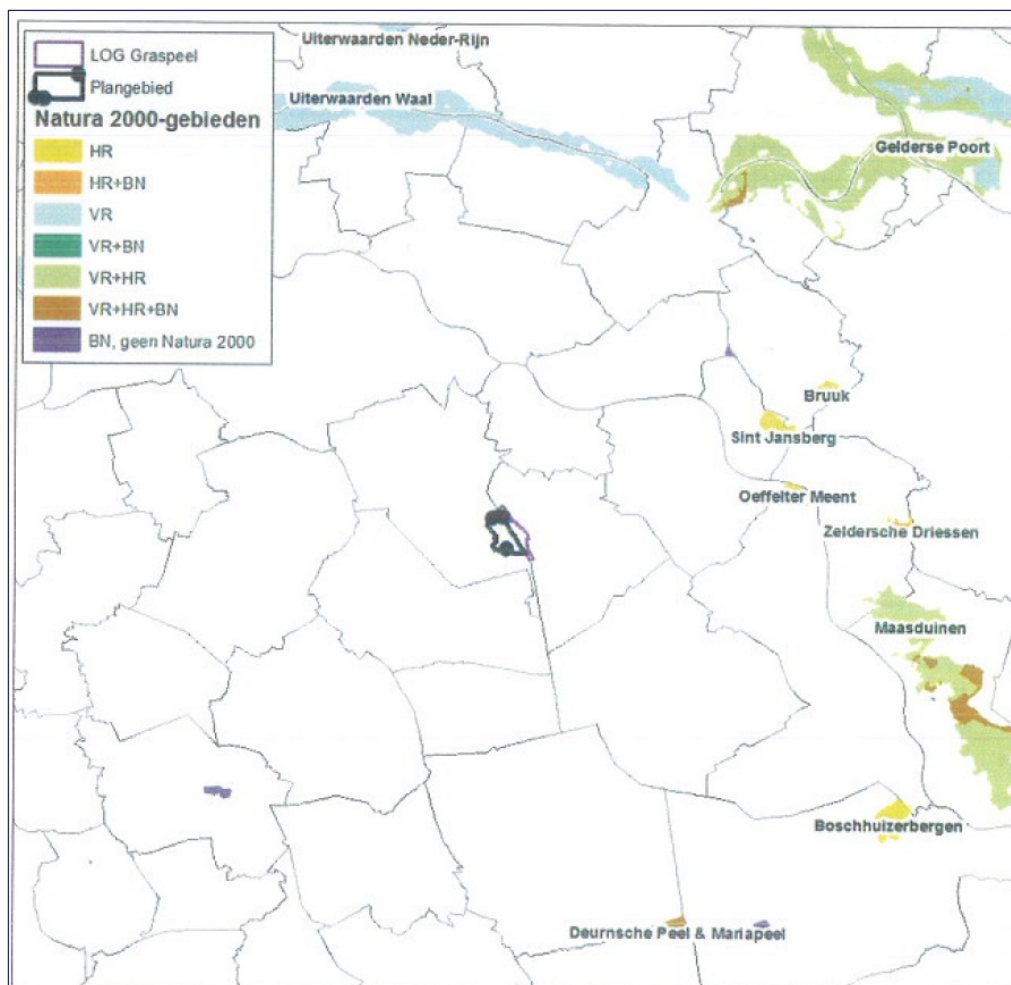 LOG Graspeel
Plangebied
Natura 2000-gebieden
HR
HR+BN
VR
VR+BN
VR+HR
VR+HR+BN
BN, geen Natura 2000
Uiterwaarden Neder-Rijn
Uiterwaarden Waal
Gelderse Poort
Bruuk
Sint Jansberg
Oeffelter Meent
Zeldersche Driessen
Maasduinen
Boschhuizerbergen
Deurnsche Peel & Mariapeel